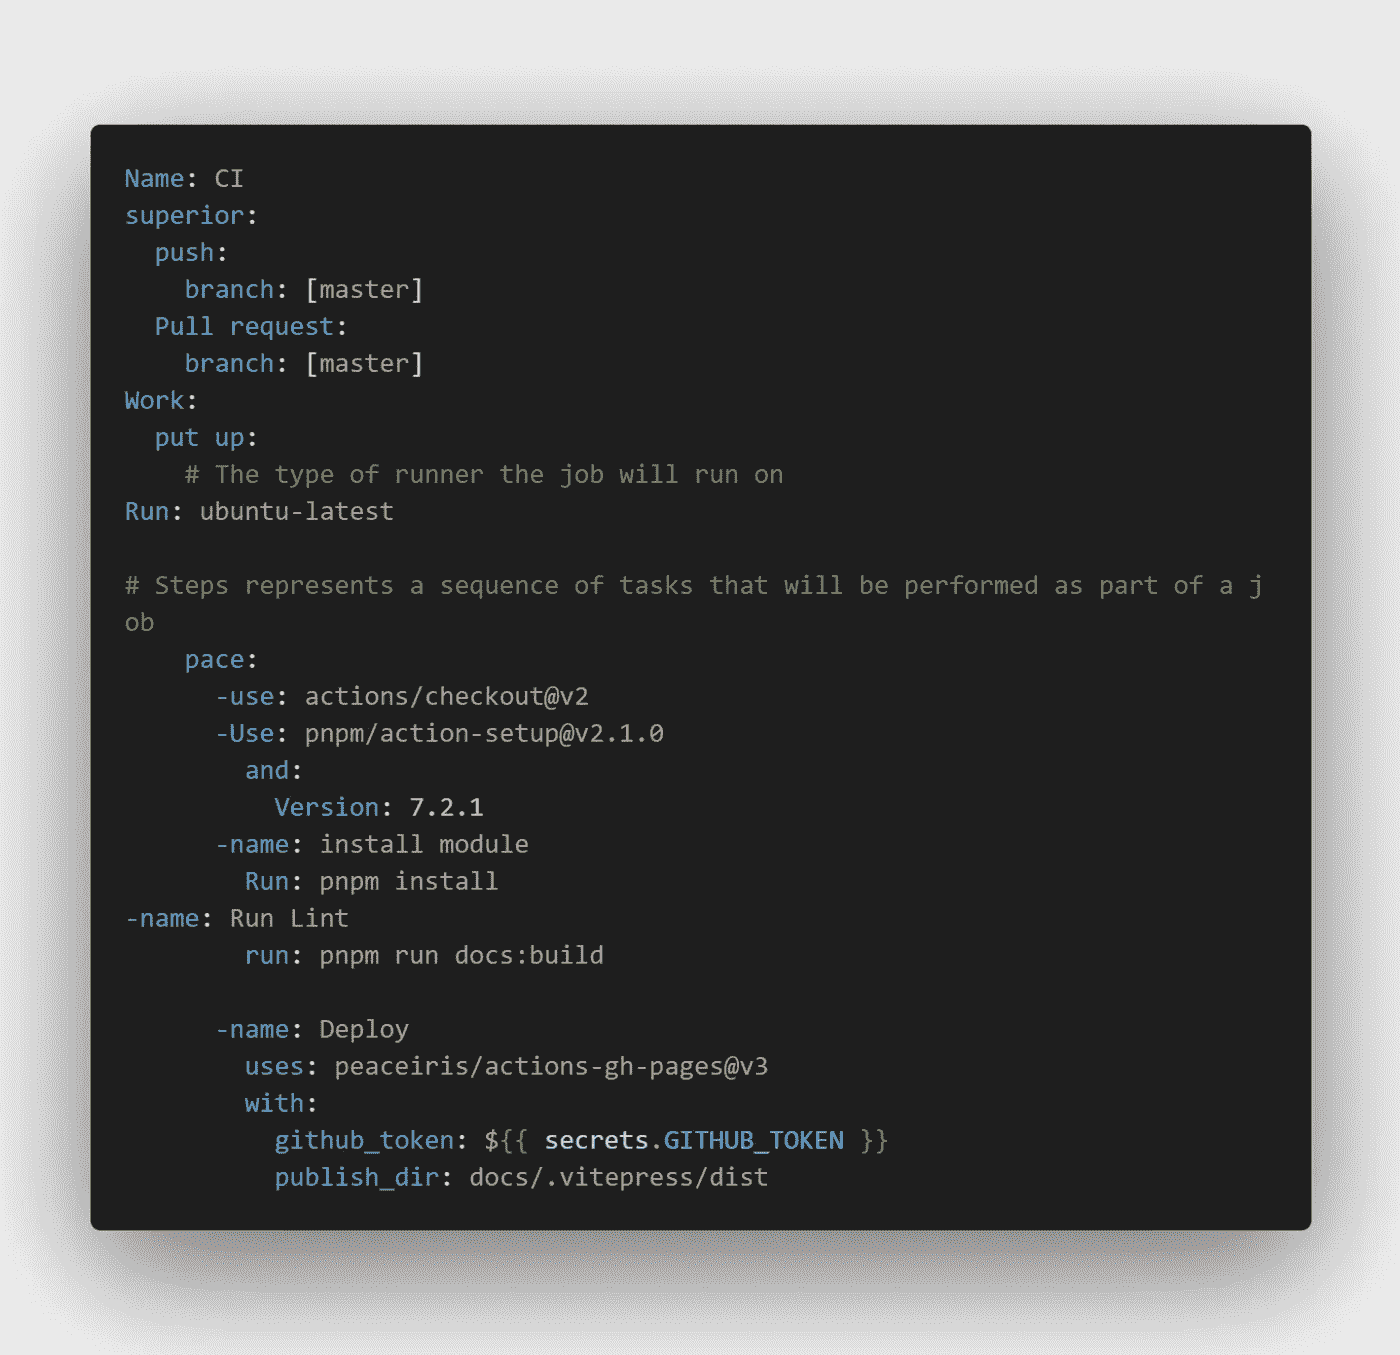 Name: CI
superior:
  push:
    branch: [master]
  Pull request:
    branch: [master]
Work:
  put up:
    # The type of runner the job will run on
Run: ubuntu-latest

# Steps represents a sequence of tasks that will be performed as part of a j
ob
    pace:
      -use: actions/checkout@v2
      -Use: pnpm/action-setup@v2.1.0
        and:
          Version: 7.2.1
      -name: install module
        Run: pnpm install
-name: Run Lint
        run: pnpm run docs:build

      -name: Deploy
        uses: peaceiris/actions-gh-pages@v3
        with:
          github_token: ${{ secrets.GITHUB_TOKEN }}
          publish_dir: docs/.vitepress/dist